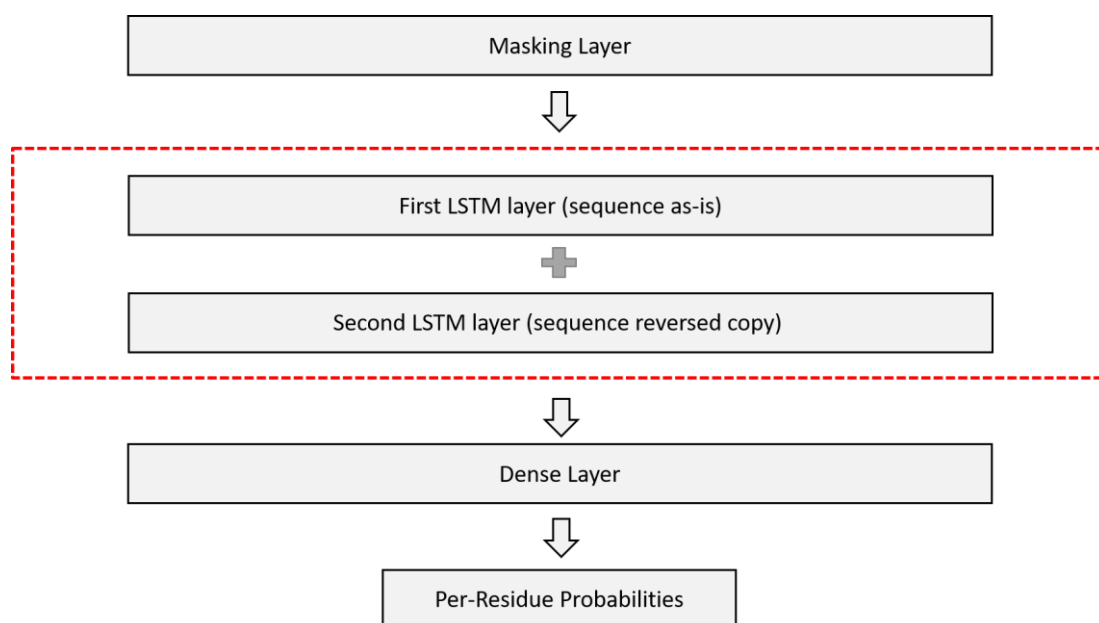 Masking Layer
First LSTM layer (sequence as-is)
Second LSTM layer (sequence reversed copy)
Dense Layer
Per-Residue Probabilities